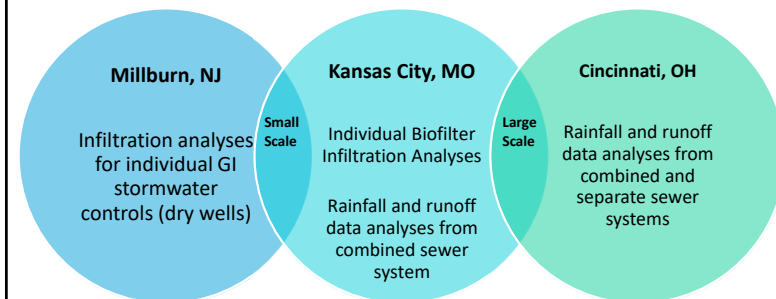 Millburn, NJ
Infiltration analyses
for individual GI
stormwater
controls (dry wells)
Small
Scale
Kansas City, MO
Individual Biofilter
Infiltration Analyses
Rainfall and runoff
data analyses from
combined sewer
system
Large
Scale
Cincinnati, OH
Rainfall and runoff
data analyses from
combined and
separate sewer
systems